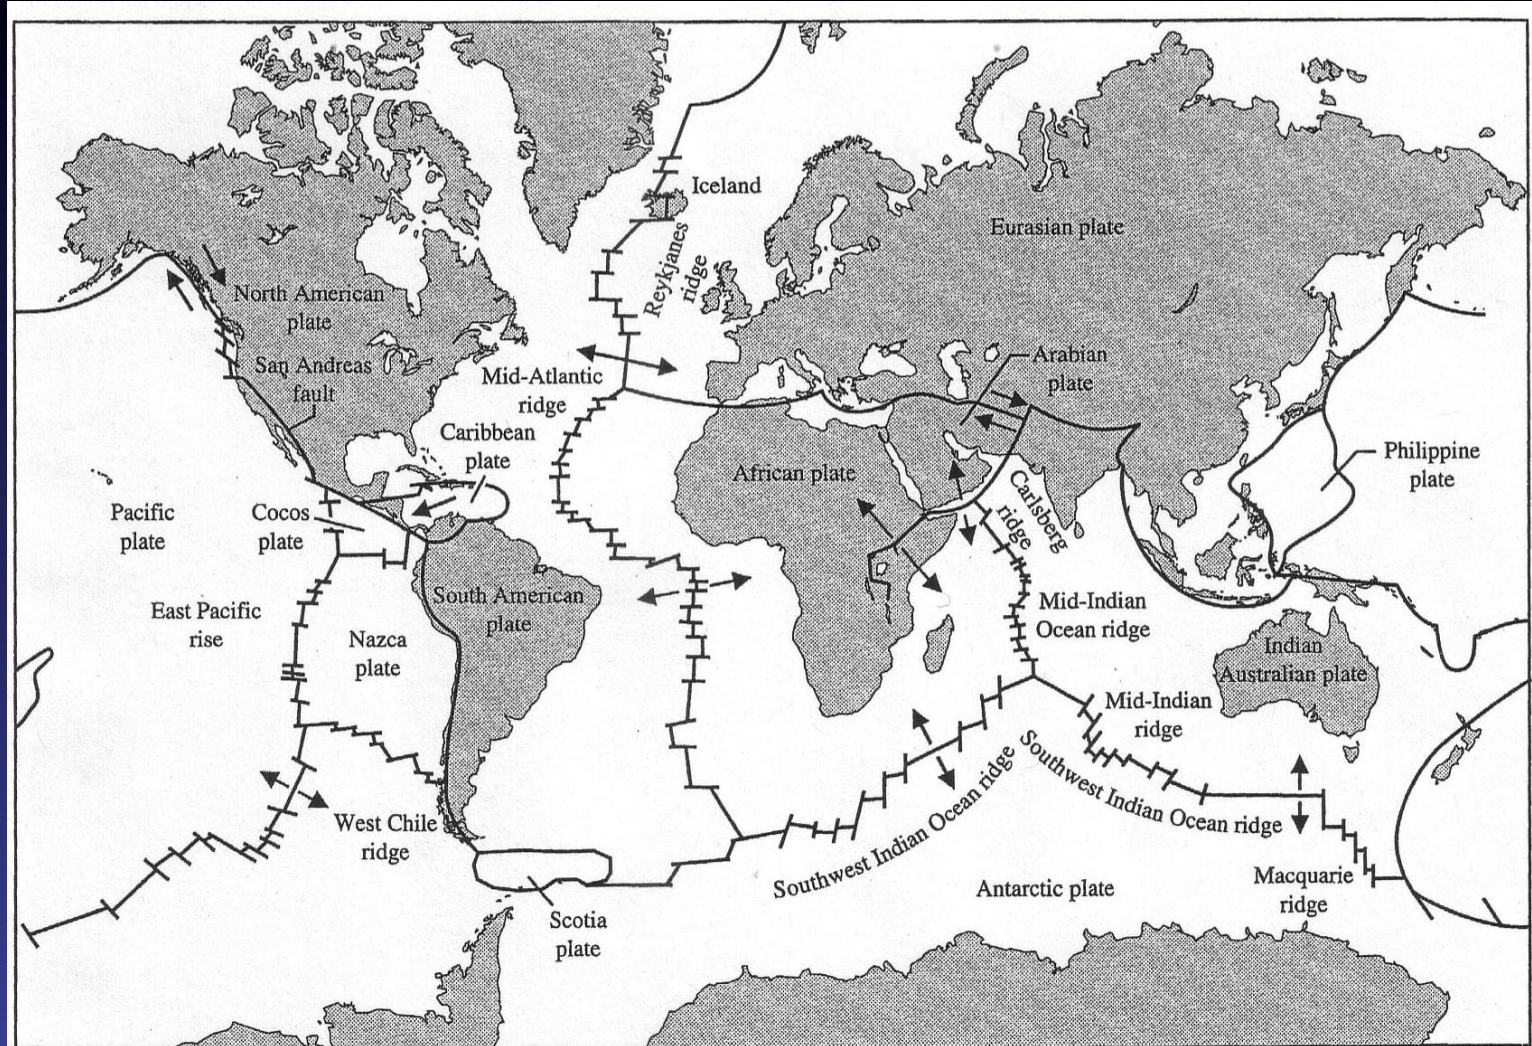 Iceland
Reykjanes
ridge
Eurasian plate
North American
plate
San Andreas
fault
Mid-Atlantic
ridge
Arabian
plate
Caribbean
plate
African plate
Carlsberg
ridge
Philippine
plate
Pacific
plate
Cocos
plate
East Pacific
rise
Nazca
plate
South American
plate
Mid-Indian
Ocean ridge
Indian
Australian plate
Mid-Indian
ridge
Southwest Indian Ocean ridge
Southwest Indian Ocean ridge
West Chile
ridge
Scotia
plate
Antarctic plate
Macquarie
ridge